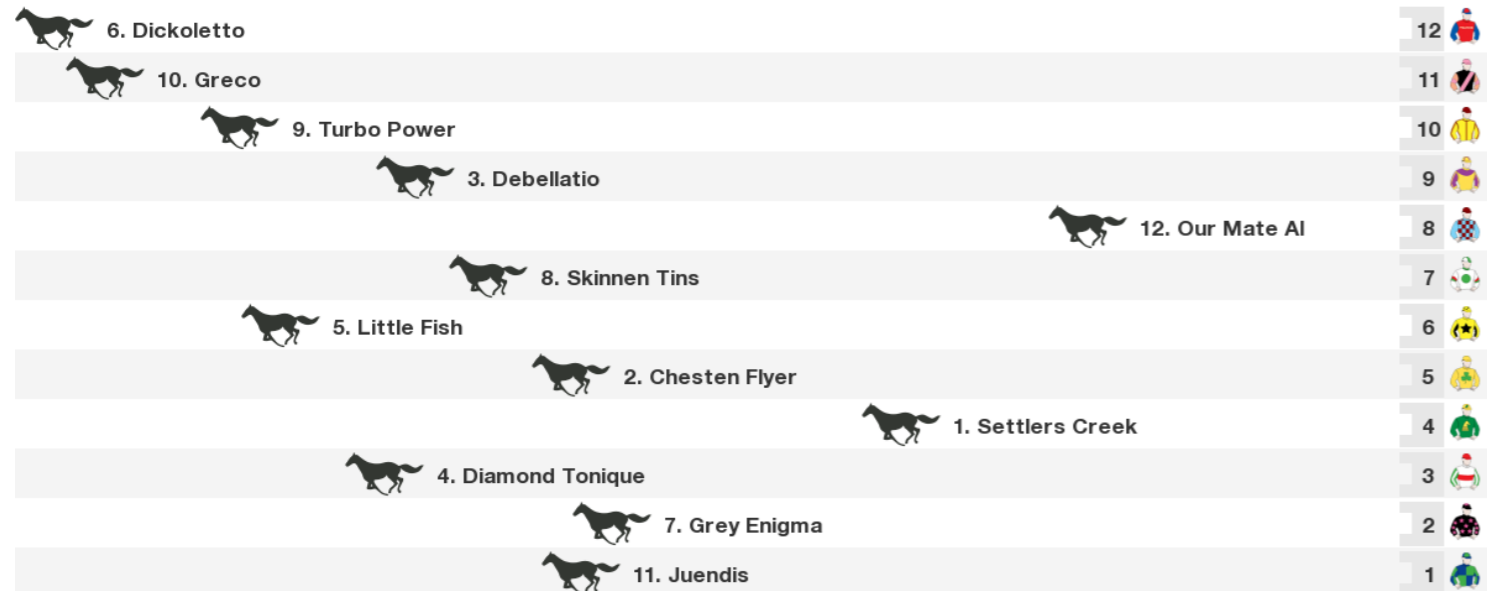 6. Dickoletto 12
10. Greco 11
9. Turbo Power 10
3. Debellatio 9
12. Our Mate Al 8
8. Skinnen Tins 7
5. Little Fish 6
2. Chesten Flyer 5
1. Settlers Creek 4
4. Diamond Tonique 3
7. Grey Enigma 2
11. Juendis 1